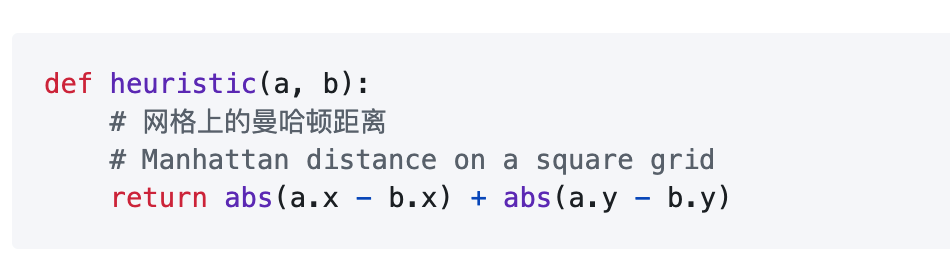 def heuristic(a, b):
    # 网格上的曼哈顿距离
    # Manhattan distance on a square grid
    return abs(a.x - b.x) + abs(a.y - b.y)